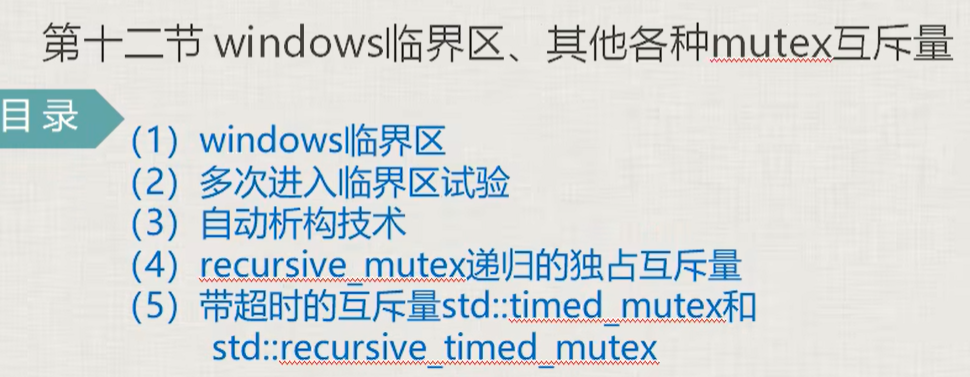 第十二节 windows临界区、其他各种mutex互斥量
目录
（1）windows临界区
（2）多次进入临界区试验
（3）自动析构技术
（4）recursive_mutex递归的独占互斥量
（5）带超时的互斥量std::timed_mutex和
std::recursive_timed_mutex